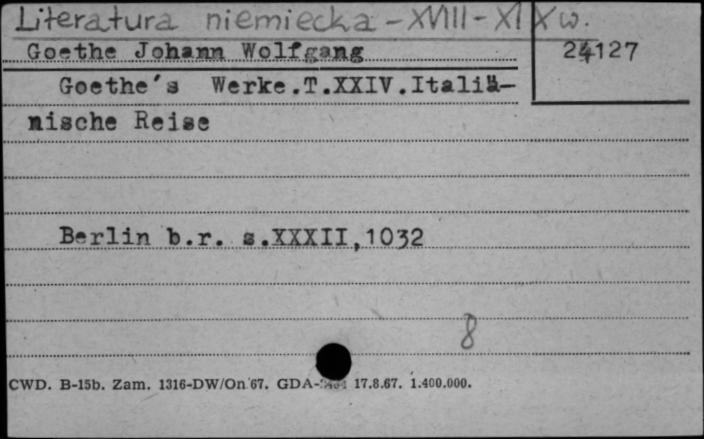 Literatura niemiecka - XVIII - XIX w.
Goethe Johann Wolfgang
24127
Goethe's Werke.T.XXIV.Italiä-
nische Reise
Berlin b.r. s.XXXII,1032
8
CWD. B-15b. Zam. 1316-DW/On 67. GDA- 17.8.67. 1.400.000.